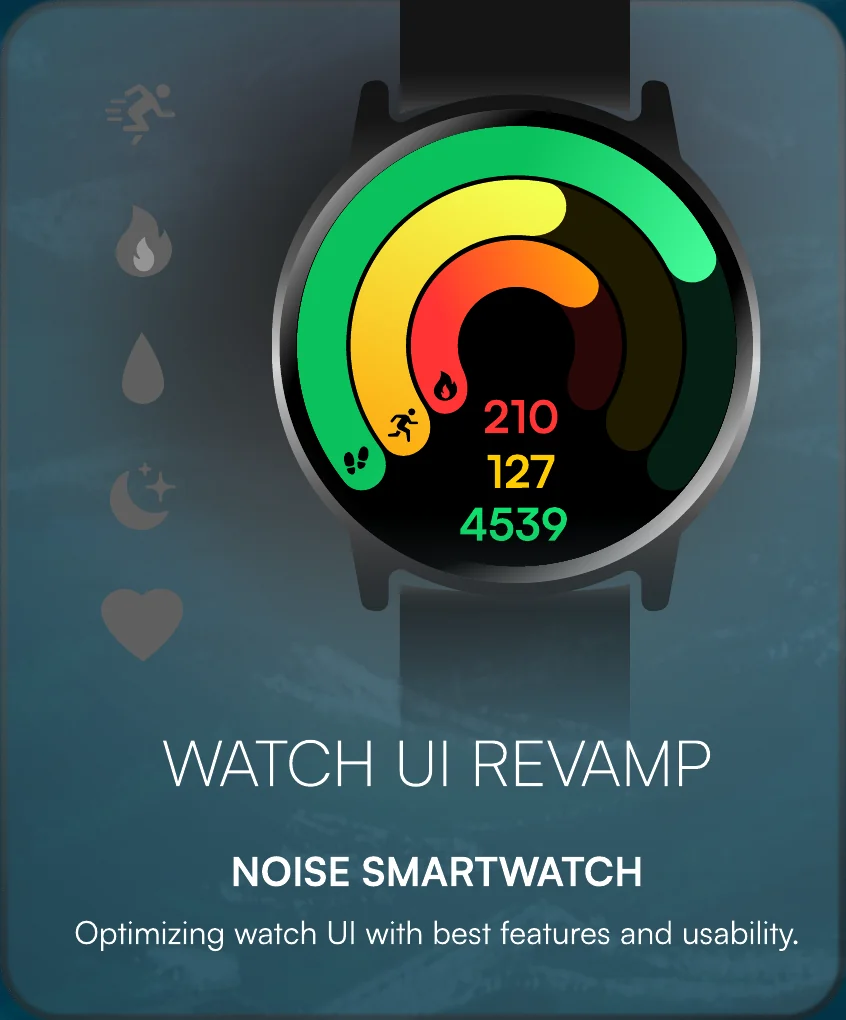 210
127
4539
WATCH UI REVAMP
NOISE SMARTWATCH
Optimizing watch UI with best features and usability.